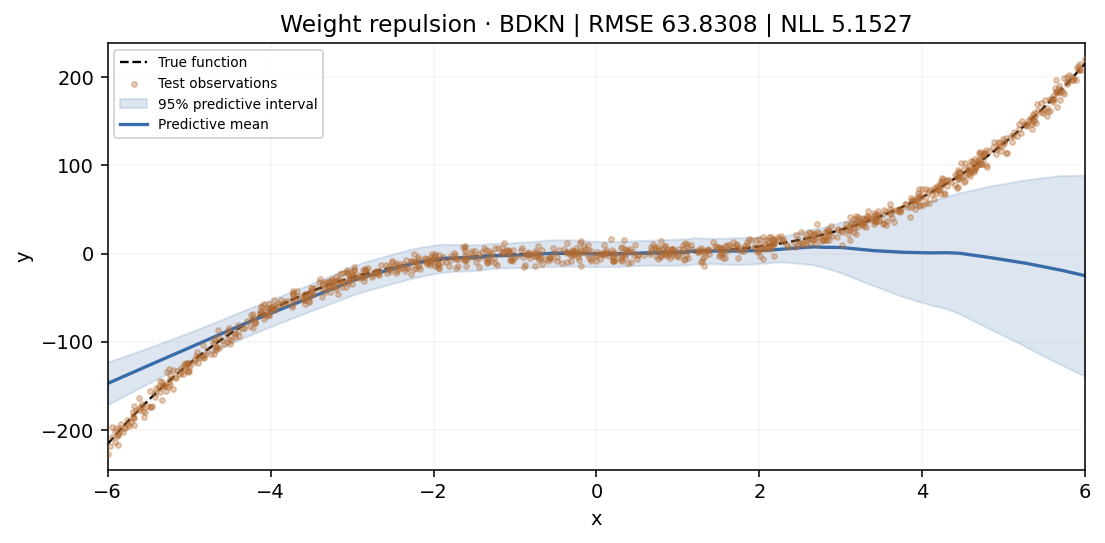 Weight repulsion · BDKN | RMSE 63.8308 | NLL 5.1527
True function
Test observations
95% predictive interval
Predictive mean
200
100
0
−100
−200
y
−6 −4 −2 0 2 4 6
x